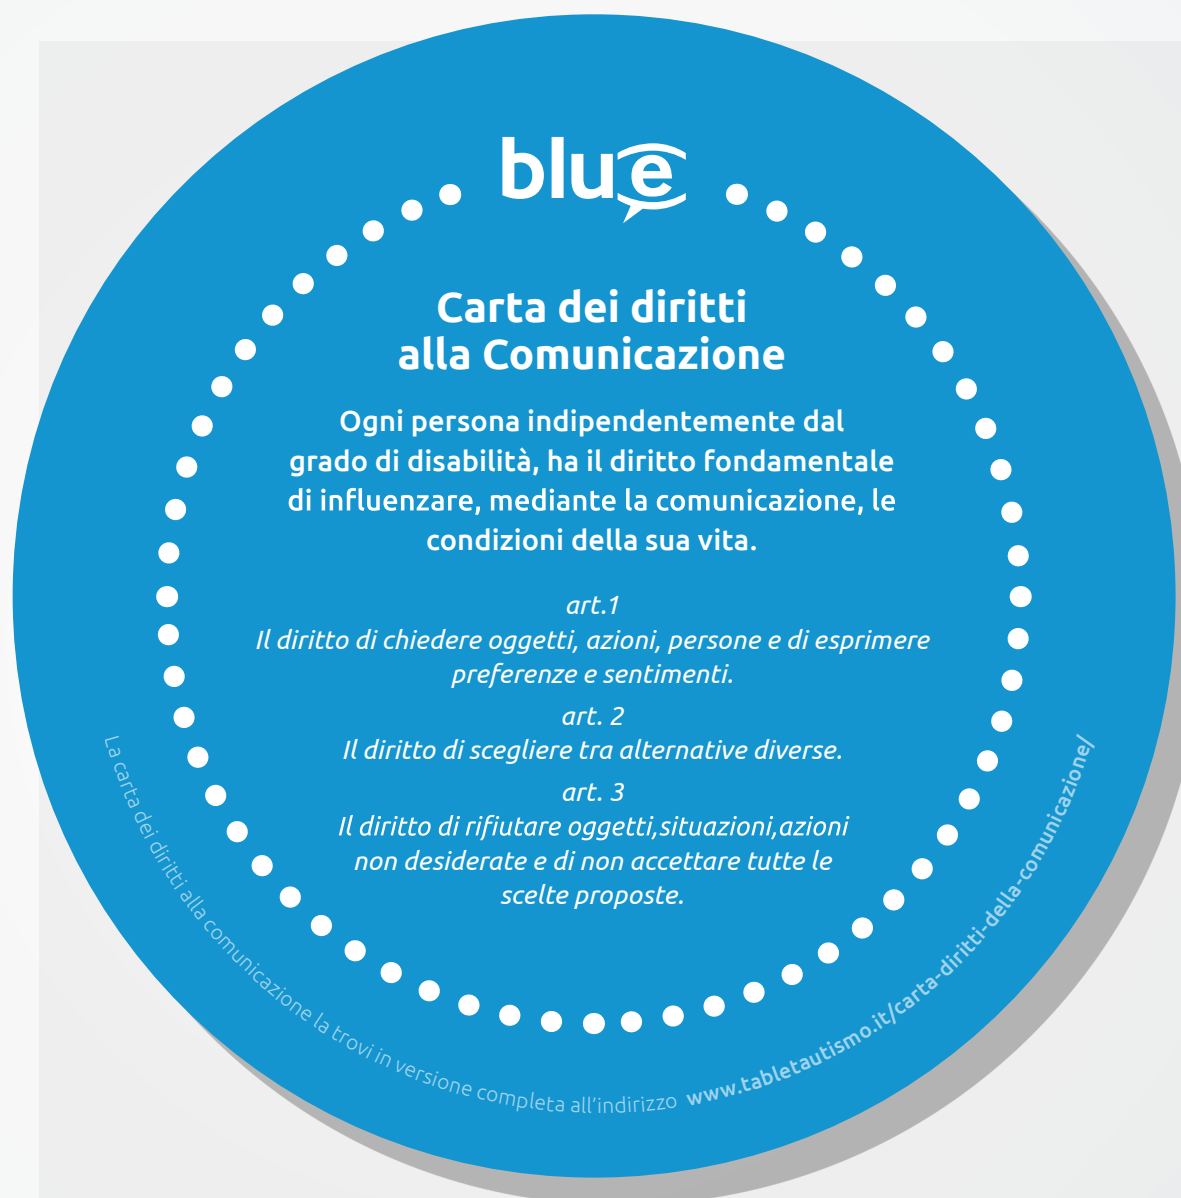 blue
Carta dei diritti
alla Comunicazione
Ogni persona indipendentemente dal
grado di disabilità, ha il diritto fondamentale
di influenzare, mediante la comunicazione, le
condizioni della sua vita.
art.1
Il diritto di chiedere oggetti, azioni, persone e di esprimere
preferenze e sentimenti.
art. 2
Il diritto di scegliere tra alternative diverse.
art. 3
Il diritto di rifiutare oggetti,situazioni,azioni
non desiderate e di non accettare tutte le
scelte proposte.
La carta dei diritti alla comunicazione la trovi in versione completa all'indirizzo www.tabletautismo.it/carta-diritti-della-comunicazione/